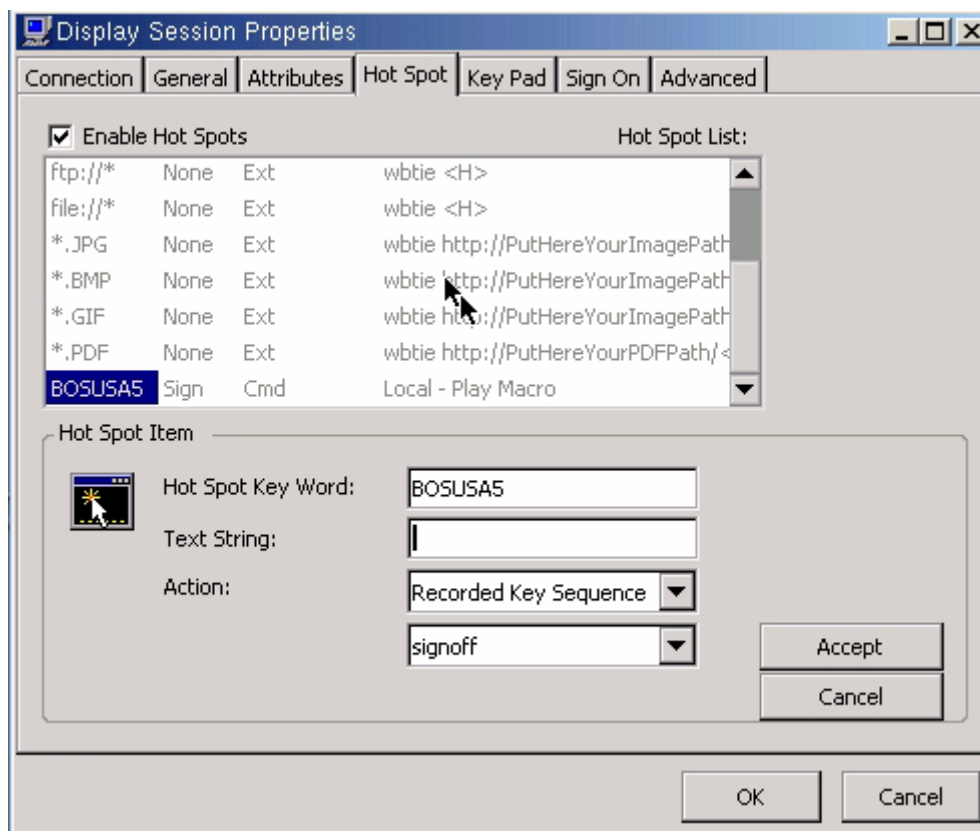 Display Session Properties
Connection General Attributes Hot Spot Key Pad Sign On Advanced
Enable Hot Spots Hot Spot List:
ftp://* None Ext wbtie <H>
file://* None Ext wbtie <H>
*.JPG None Ext wbtie http://PutHereYourImagePath
*.BMP None Ext wbtie http://PutHereYourImagePath
*.GIF None Ext wbtie http://PutHereYourImagePath
*.PDF None Ext wbtie http://PutHereYourPDFPath/<
BOSUSA5 Sign Cmd Local - Play Macro
Hot Spot Item
Hot Spot Key Word: BOSUSA5
Text String:
Action: Recorded Key Sequence
signoff
Accept
Cancel
OK Cancel